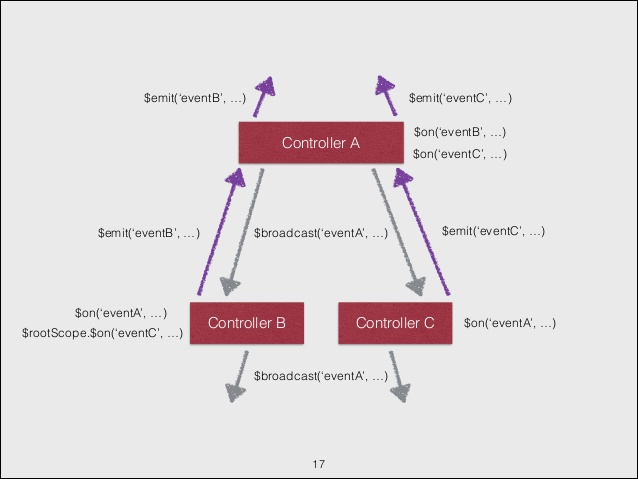 $emit(‘eventB’, …)
$emit(‘eventC’, …)
Controller A
$on(‘eventB’, …)
$on(‘eventC’, …)
$emit(‘eventB’, …)
$broadcast(‘eventA’, …)
$emit(‘eventC’, …)
$on(‘eventA’, …)
$rootScope.$on(‘eventC’, …)
Controller B
Controller C
$on(‘eventA’, …)
$broadcast(‘eventA’, …)
17